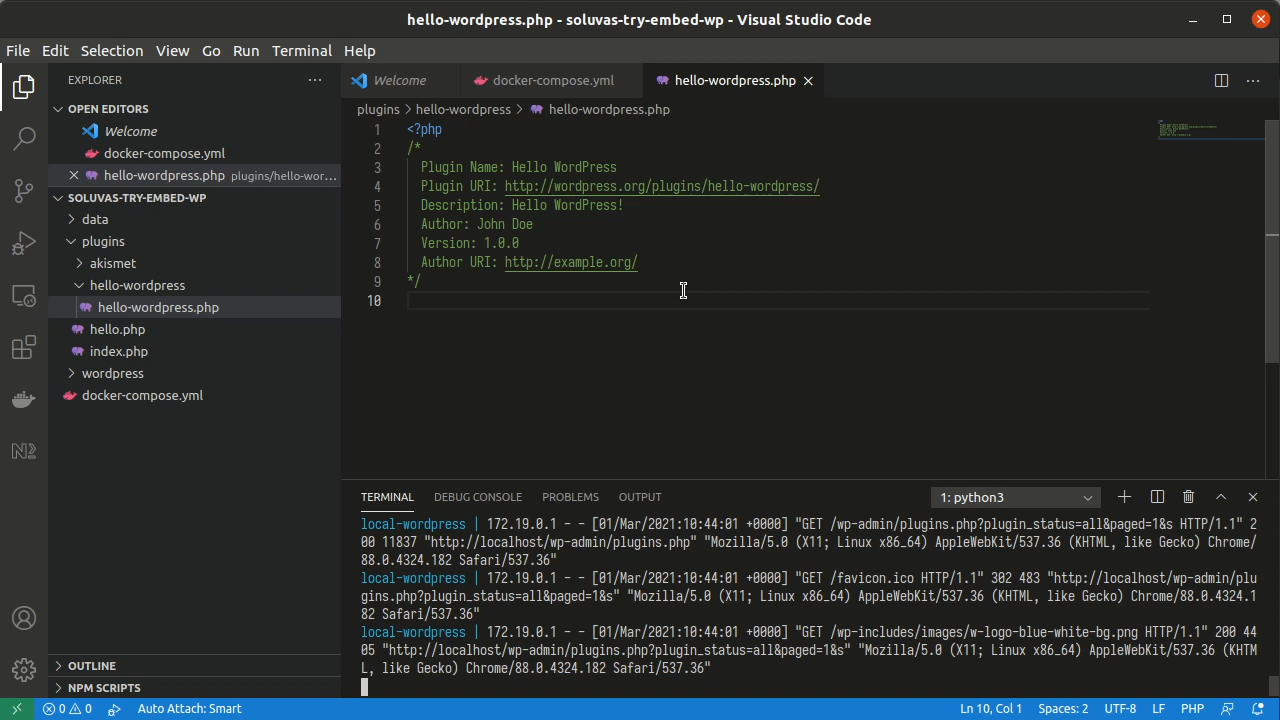 hello-wordpress.php - soluvas-try-embed-wp - Visual Studio Code
File Edit Selection View Go Run Terminal Help
EXPLORER
OPEN EDITORS
Welcome
docker-compose.yml
hello-wordpress.php plugins/hello-wor...
SOLUVAS-TRY-EMBED-WP
data
plugins
akismet
hello-wordpress
hello-wordpress.php
hello.php
index.php
wordpress
docker-compose.yml
OUTLINE
NPM SCRIPTS
Welcome docker-compose.yml hello-wordpress.php
plugins > hello-wordpress > hello-wordpress.php
1 <?php
2 /*
3 Plugin Name: Hello WordPress
4 Plugin URI: http://wordpress.org/plugins/hello-wordpress/
5 Description: Hello WordPress!
6 Author: John Doe
7 Version: 1.0.0
8 Author URI: http://example.org/
9 */
10
TERMINAL DEBUG CONSOLE PROBLEMS OUTPUT 1: python3
local-wordpress | 172.19.0.1 - - [01/Mar/2021:10:44:01 +0000] "GET /wp-admin/plugins.php?plugin_status=all&paged=1&s HTTP/1.1" 2
00 11837 "http://localhost/wp-admin/plugins.php" "Mozilla/5.0 (X11; Linux x86_64) AppleWebKit/537.36 (KHTML, like Gecko) Chrome/
88.0.4324.182 Safari/537.36"
local-wordpress | 172.19.0.1 - - [01/Mar/2021:10:44:01 +0000] "GET /favicon.ico HTTP/1.1" 302 483 "http://localhost/wp-admin/plu
gins.php?plugin_status=all&paged=1&s" "Mozilla/5.0 (X11; Linux x86_64) AppleWebKit/537.36 (KHTML, like Gecko) Chrome/88.0.4324.1
82 Safari/537.36"
local-wordpress | 172.19.0.1 - - [01/Mar/2021:10:44:01 +0000] "GET /wp-includes/images/w-logo-blue-white-bg.png HTTP/1.1" 200 44
05 "http://localhost/wp-admin/plugins.php?plugin_status=all&paged=1&s" "Mozilla/5.0 (X11; Linux x86_64) AppleWebKit/537.36 (KHTM
L, like Gecko) Chrome/88.0.4324.182 Safari/537.36"
0 0 Auto Attach: Smart Ln 10, Col 1 Spaces: 2 UTF-8 LF PHP